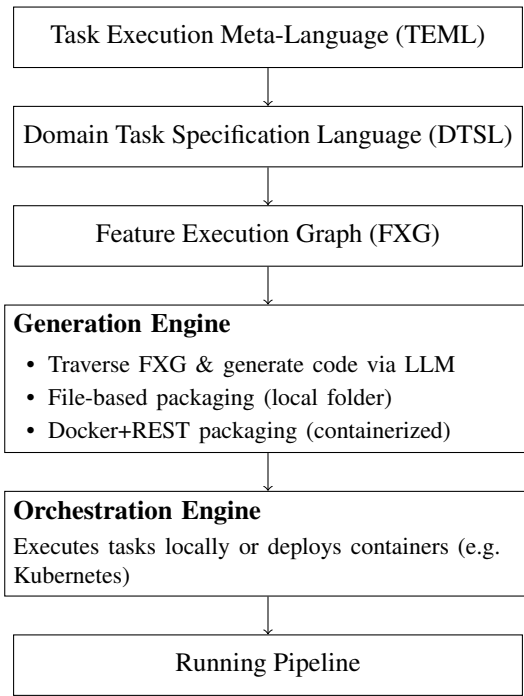 Task Execution Meta-Language (TEML)
Domain Task Specification Language (DTSL)
Feature Execution Graph (FXG)
Generation Engine
• Traverse FXG & generate code via LLM
• File-based packaging (local folder)
• Docker+REST packaging (containerized)
Orchestration Engine
Executes tasks locally or deploys containers (e.g.
Kubernetes)
Running Pipeline